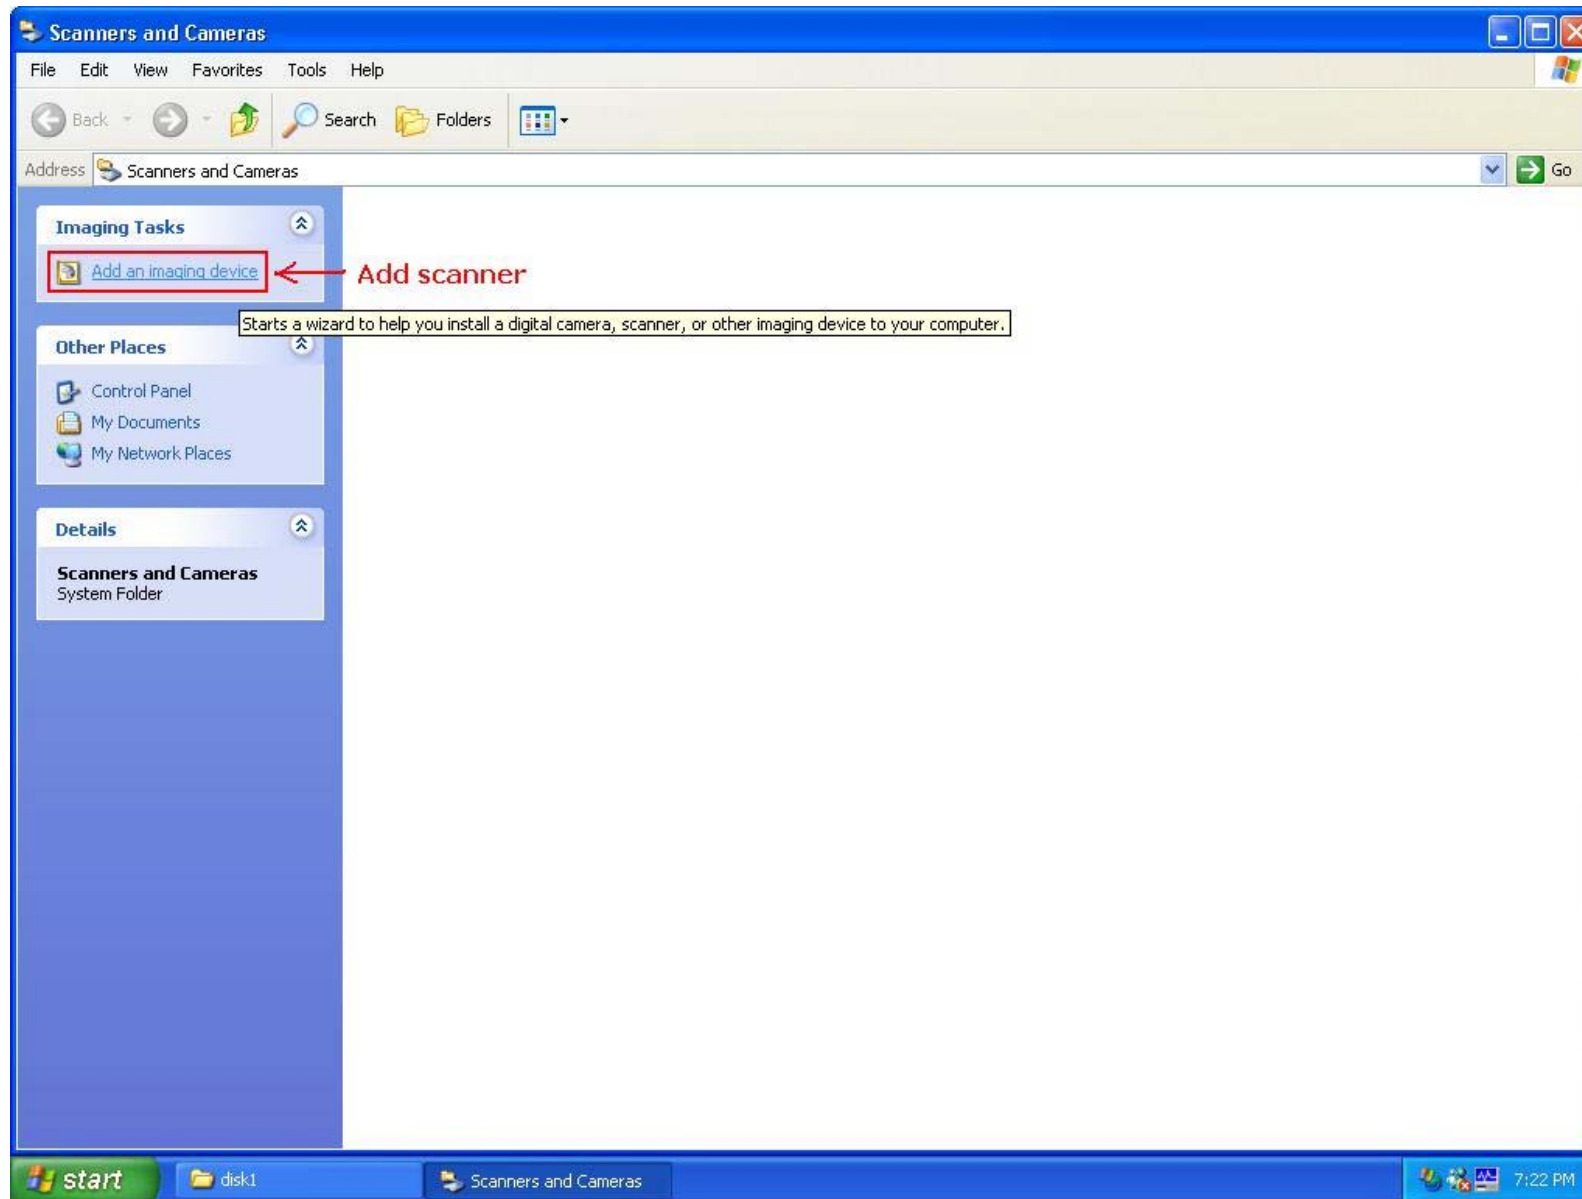 Scanners and Cameras
File Edit View Favorites Tools Help
Back Search Folders
Address Scanners and Cameras Go
Imaging Tasks
Add an imaging device Add scanner
Starts a wizard to help you install a digital camera, scanner, or other imaging device to your computer.
Other Places
Control Panel
My Documents
My Network Places
Details
Scanners and Cameras
System Folder
start disk1 Scanners and Cameras 7:22 PM